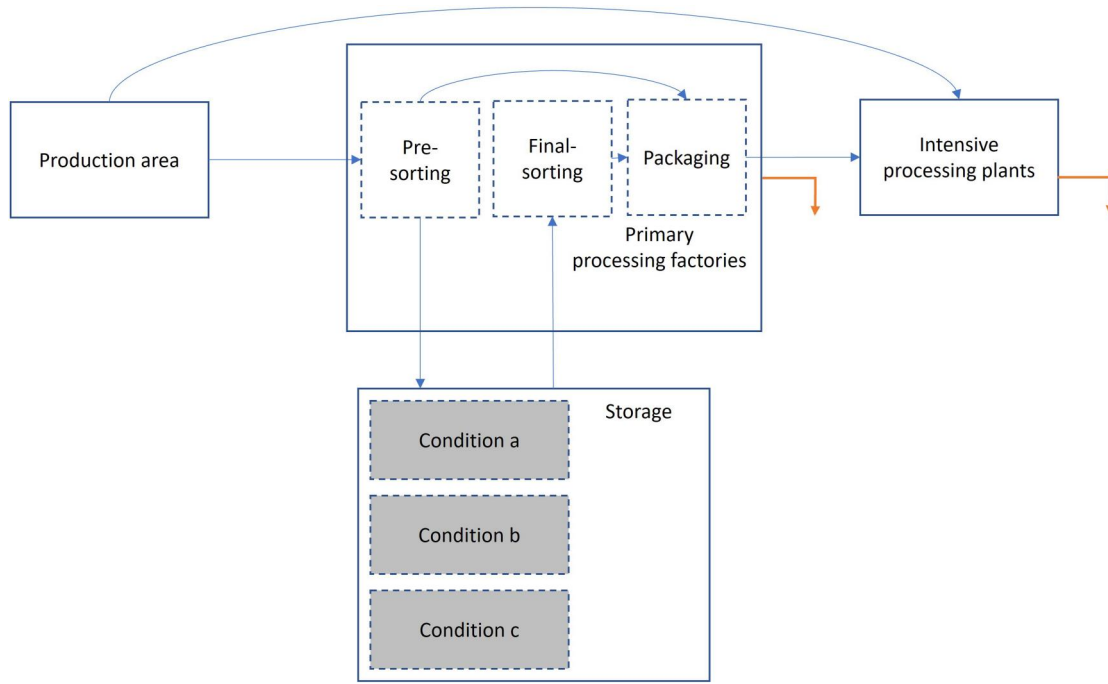 Production area
Pre-
sorting
Final-
sorting
Packaging
Intensive
processing plants
Primary
processing factories
Storage
Condition a
Condition b
Condition c